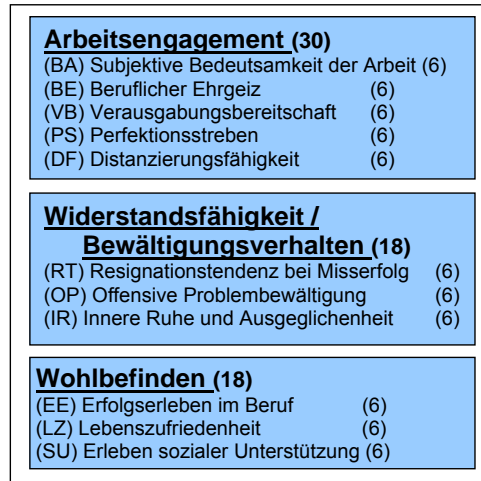 Arbeitsengagement (30)
(BA) Subjektive Bedeutsamkeit der Arbeit (6)
(BE) Beruflicher Ehrgeiz (6)
(VB) Verausgabungsbereitschaft (6)
(PS) Perfektionsstreben (6)
(DF) Distanzierungsfähigkeit (6)
Widerstandsfähigkeit /
Bewältigungsverhalten (18)
(RT) Resignationstendenz bei Misserfolg (6)
(OP) Offensive Problembewältigung (6)
(IR) Innere Ruhe und Ausgeglichenheit (6)
Wohlbefinden (18)
(EE) Erfolgserleben im Beruf (6)
(LZ) Lebenszufriedenheit (6)
(SU) Erleben sozialer Unterstützung (6)